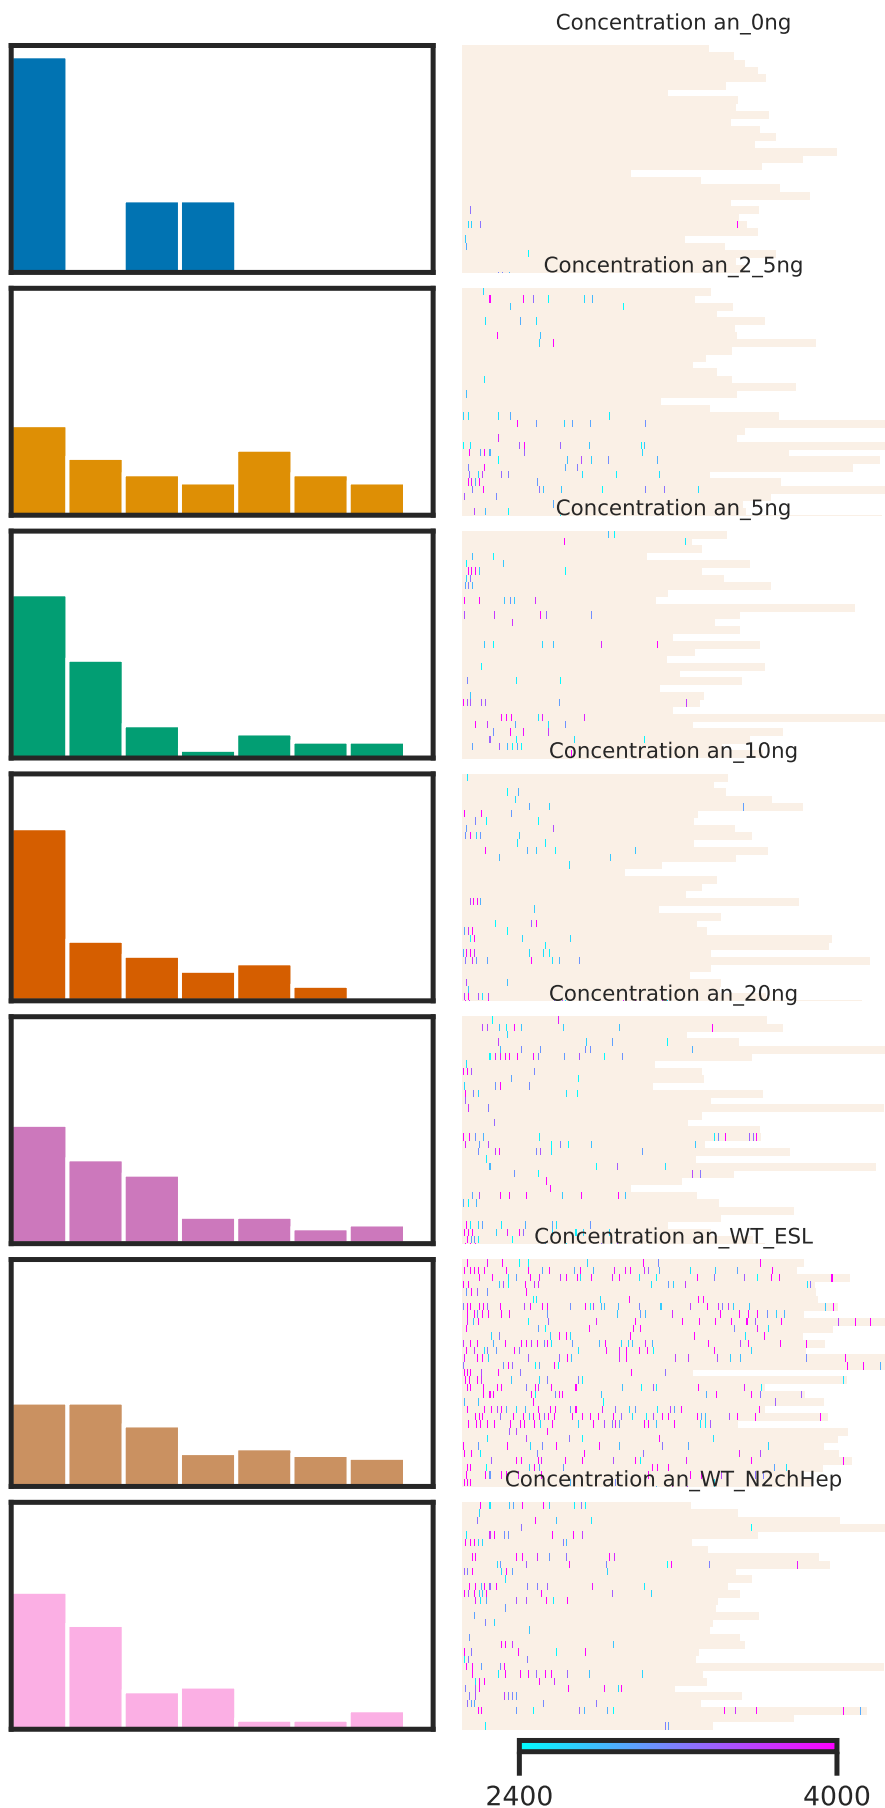 Concentration an_0ng
Concentration an_2_5ng
Concentration an_5ng
Concentration an_10ng
Concentration an_20ng
Concentration an_WT_ESL
Concentration an_WT_N2chHep
2400 4000